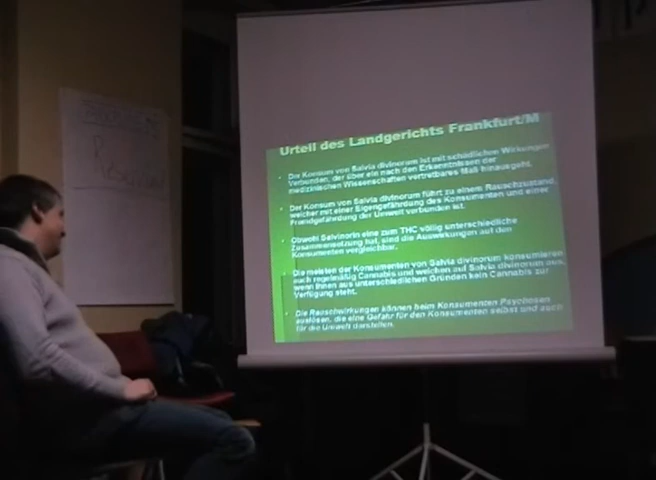 Urteil des Landgerichts Frankfurt/M
Der Konsum von Salvia divinorum ist mit schädlichen Wirkungen
Verbunden, der über ein nach den Erkenntnissen der
medizinischen Wissenschaften vertretbares Maß hinausgeht.
Der Konsum von Salvia divinorum führt zu einem Rauschzustand,
welcher mit einer Eigengefährdung des Konsumenten und einer
Fremdgefährdung der Umwelt verbunden ist.
Obwohl Salvinorin eine zum THC völlig unterschiedliche
Zusammensetzung hat, sind die Auswirkungen auf den
Konsumenten vergleichbar.
Die meisten der Konsumenten von Salvia divinorum konsumieren
auch regelmäßig Cannabis und weichen auf Salvia divinorum aus,
wenn ihnen aus unterschiedlichen Gründen kein Cannabis zur
Verfügung steht.
Die Rauschwirkungen können beim Konsumenten Psychosen
auslösen, die eine Gefahr für den Konsumenten selbst und auch
für die Umwelt darstellen.